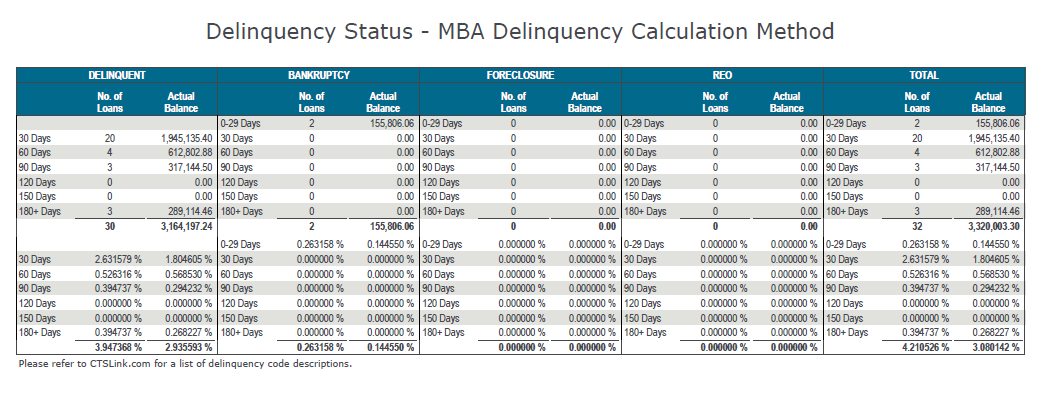 Delinquency Status - MBA Delinquency Calculation Method
DELINQUENT BANKRUPTCY FORECLOSURE REO TOTAL
No. of Actual No. of Actual No. of Actual No. of Actual No. of Actual
Loans Balance Loans Balance Loans Balance Loans Balance Loans Balance
0-29 Days 2 155,806.06 0-29 Days 0 0.00 0-29 Days 0 0.00 0-29 Days 2 155,806.06
30 Days 20 1,945,135.40 30 Days 0 0.00 30 Days 0 0.00 30 Days 0 0.00 30 Days 20 1,945,135.40
60 Days 4 612,802.88 60 Days 0 0.00 60 Days 0 0.00 60 Days 0 0.00 60 Days 4 612,802.88
90 Days 3 317,144.50 90 Days 0 0.00 90 Days 0 0.00 90 Days 0 0.00 90 Days 3 317,144.50
120 Days 0 0.00 120 Days 0 0.00 120 Days 0 0.00 120 Days 0 0.00 120 Days 0 0.00
150 Days 0 0.00 150 Days 0 0.00 150 Days 0 0.00 150 Days 0 0.00 150 Days 0 0.00
180+ Days 3 289,114.46 180+ Days 0 0.00 180+ Days 0 0.00 180+ Days 0 0.00 180+ Days 3 289,114.46
30 3,164,197.24 2 155,806.06 0 0.00 0 0.00 32 3,320,003.30
0-29 Days 0.263158 % 0.144550 % 0-29 Days 0.000000 % 0.000000 % 0-29 Days 0.000000 % 0.000000 % 0-29 Days 0.263158 % 0.144550 %
30 Days 2.631579 % 1.804605 % 30 Days 0.000000 % 0.000000 % 30 Days 0.000000 % 0.000000 % 30 Days 0.000000 % 0.000000 % 30 Days 2.631579 % 1.804605 %
60 Days 0.526316 % 0.568530 % 60 Days 0.000000 % 0.000000 % 60 Days 0.000000 % 0.000000 % 60 Days 0.000000 % 0.000000 % 60 Days 0.526316 % 0.568530 %
90 Days 0.394737 % 0.294232 % 90 Days 0.000000 % 0.000000 % 90 Days 0.000000 % 0.000000 % 90 Days 0.000000 % 0.000000 % 90 Days 0.394737 % 0.294232 %
120 Days 0.000000 % 0.000000 % 120 Days 0.000000 % 0.000000 % 120 Days 0.000000 % 0.000000 % 120 Days 0.000000 % 0.000000 % 120 Days 0.000000 % 0.000000 %
150 Days 0.000000 % 0.000000 % 150 Days 0.000000 % 0.000000 % 150 Days 0.000000 % 0.000000 % 150 Days 0.000000 % 0.000000 % 150 Days 0.000000 % 0.000000 %
180+ Days 0.394737 % 0.268227 % 180+ Days 0.000000 % 0.000000 % 180+ Days 0.000000 % 0.000000 % 180+ Days 0.000000 % 0.000000 % 180+ Days 0.394737 % 0.268227 %
3.947368 % 2.935593 % 0.263158 % 0.144550 % 0.000000 % 0.000000 % 0.000000 % 0.000000 % 4.210526 % 3.080142 %
Please refer to CTSLink.com for a list of delinquency code descriptions.